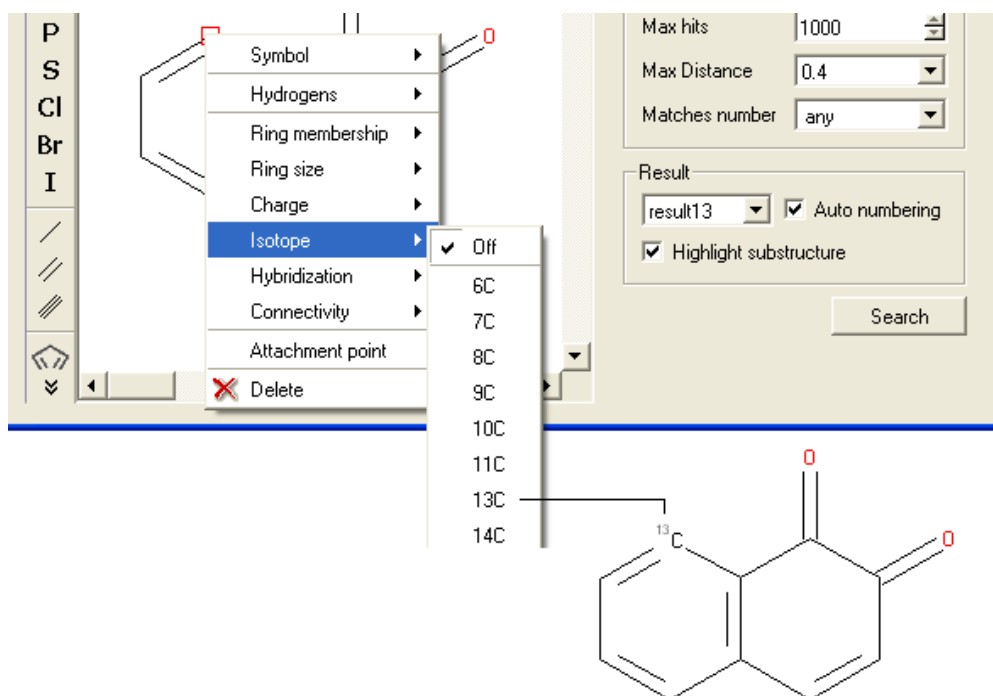 P
S
Cl
Br
I
O
Symbol
Hydrogens
Ring membership
Ring size
Charge
Isotope
Hybridization
Connectivity
Attachment point
Delete
Off
6C
7C
8C
9C
10C
11C
13C
14C
Max hits 1000
Max Distance 0.4
Matches number any
Result
result13 Auto numbering
Highlight substructure
Search
O
O
13C